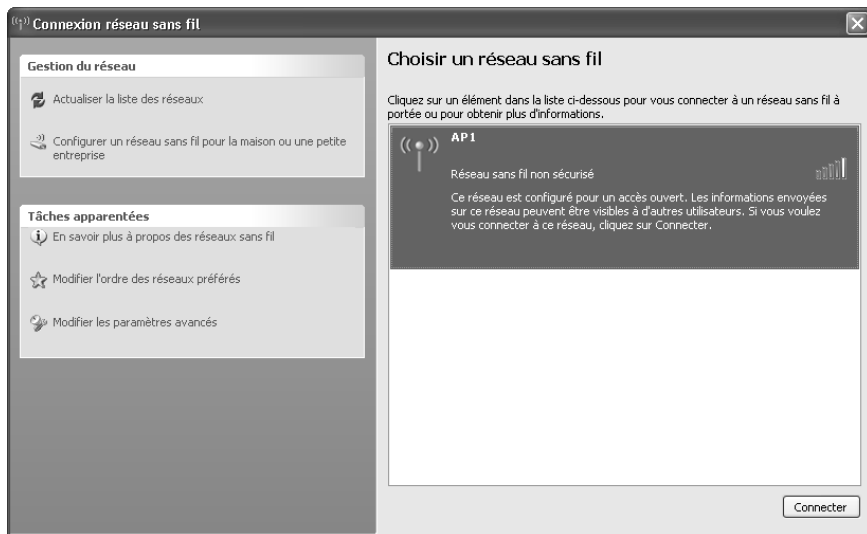 Connexion réseau sans fil
Gestion du réseau
Actualiser la liste des réseaux
Configurer un réseau sans fil pour la maison ou une petite
entreprise
Tâches apparentées
En savoir plus à propos des réseaux sans fil
Modifier l'ordre des réseaux préférés
Modifier les paramètres avancés
Choisir un réseau sans fil
Cliquez sur un élément dans la liste ci-dessous pour vous connecter à un réseau sans fil à
portée ou pour obtenir plus d'informations.
AP1
Réseau sans fil non sécurisé
Ce réseau est configuré pour un accès ouvert. Les informations envoyées
sur ce réseau peuvent être visibles à d'autres utilisateurs. Si vous voulez
vous connecter à ce réseau, cliquez sur Connecter.
Connecter